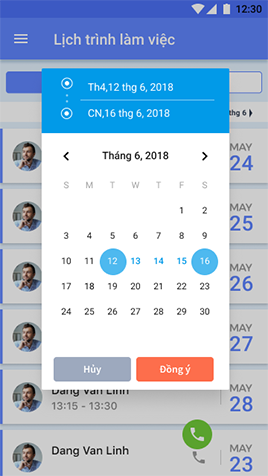 12:30
Lịch trình làm việc
Th4,12 thg 6, 2018
CN,16 thg 6, 2018
thg 6
Tháng 6, 2018
S M T W T F S
1 2
3 4 5 6 7 8 9
10 11 12 13 14 15 16
17 18 19 20 21 22 23
24 25 26 27 28 29 30
Hủy Đồng ý
MAY
24
MAY
25
MAY
26
MAY
27
Dang Van Linh
13:15 - 13:30
MAY
28
Dang Van Linh
MAY
23